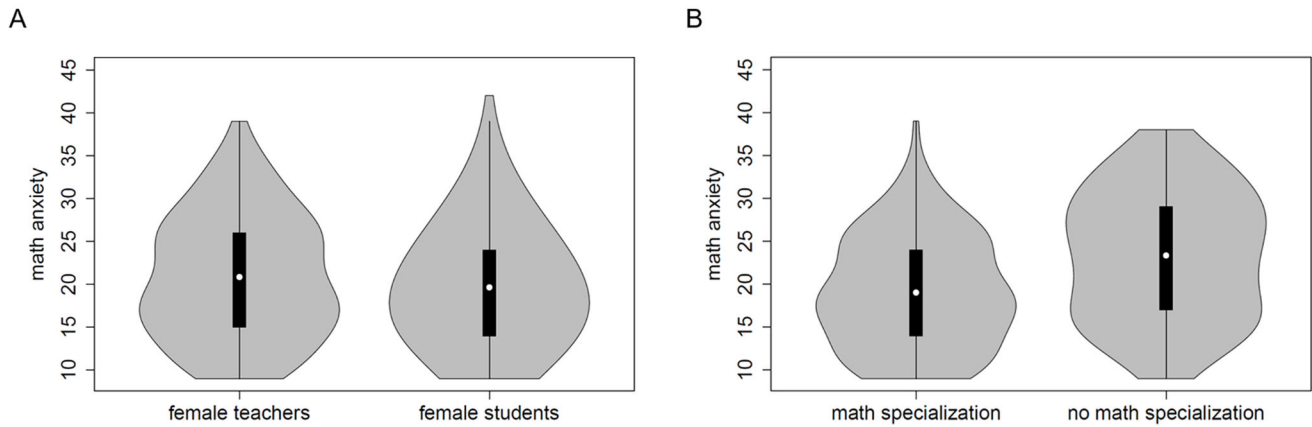 A
B
math anxiety
45
40
35
30
25
20
15
10
female teachers
female students
math anxiety
45
40
35
30
25
20
15
10
math specialization
no math specialization